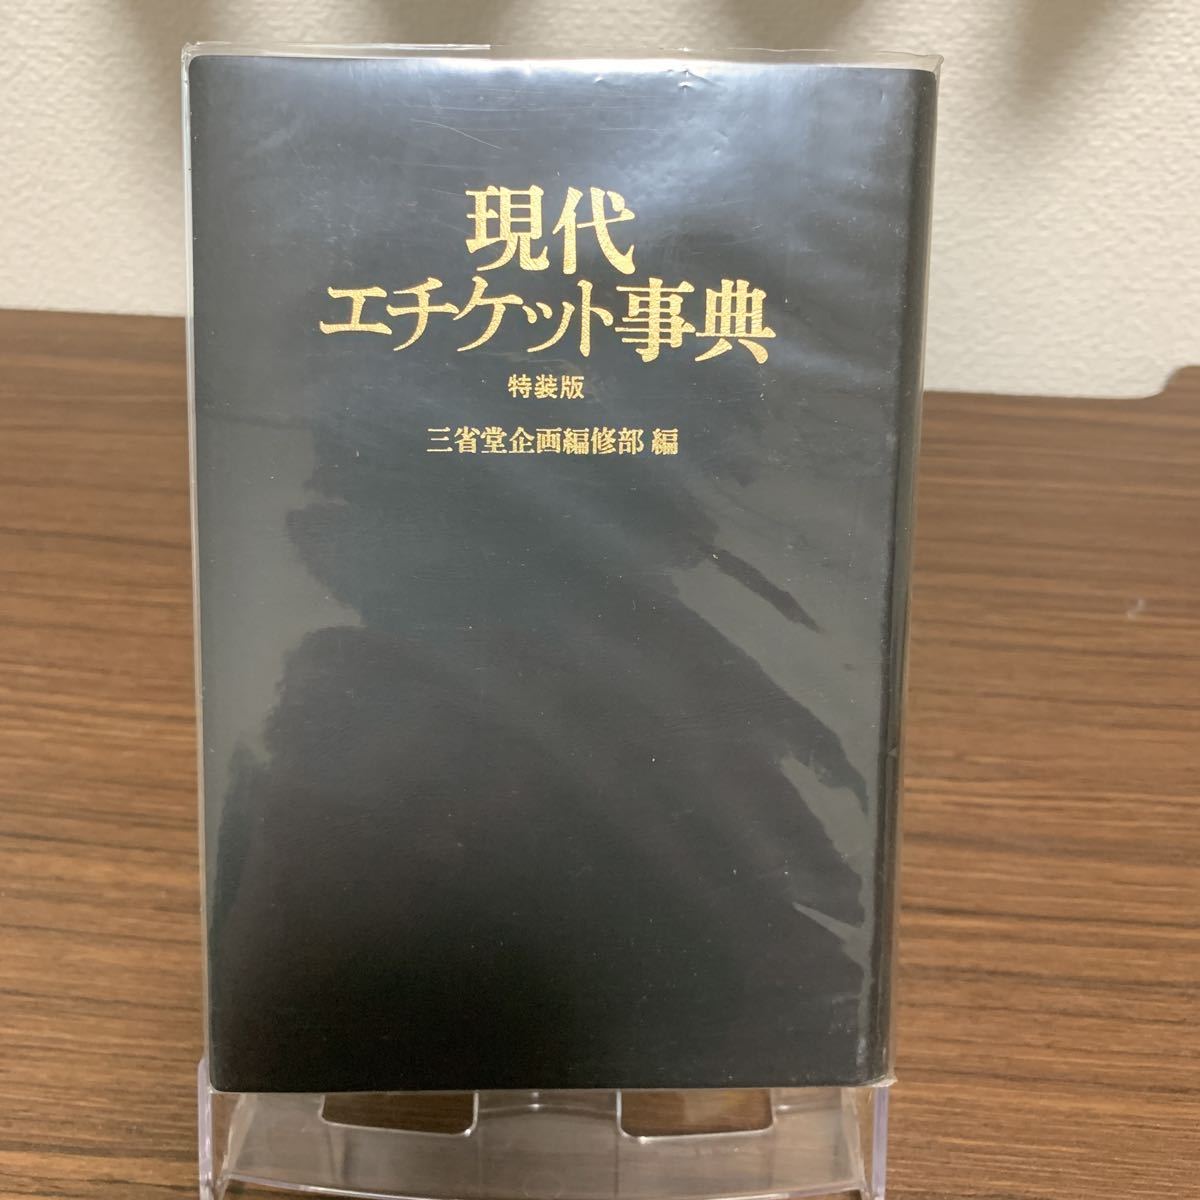 現代
エチケット事典
特装版
三省堂企画編修部 編